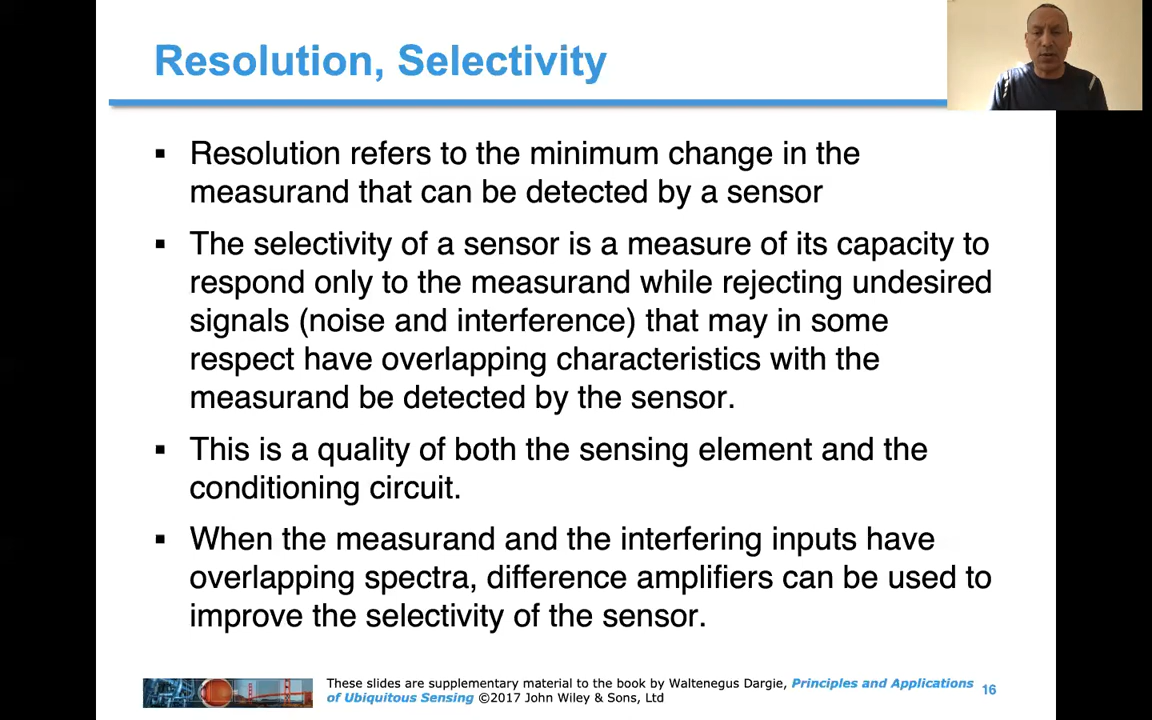 Resolution, Selectivity
▪ Resolution refers to the minimum change in the
measurand that can be detected by a sensor
▪ The selectivity of a sensor is a measure of its capacity to
respond only to the measurand while rejecting undesired
signals (noise and interference) that may in some
respect have overlapping characteristics with the
measurand be detected by the sensor.
▪ This is a quality of both the sensing element and the
conditioning circuit.
▪ When the measurand and the interfering inputs have
overlapping spectra, difference amplifiers can be used to
improve the selectivity of the sensor.
These slides are supplementary material to the book by Waltenegus Dargie, Principles and Applications
of Ubiquitous Sensing ©2017 John Wiley & Sons, Ltd
16